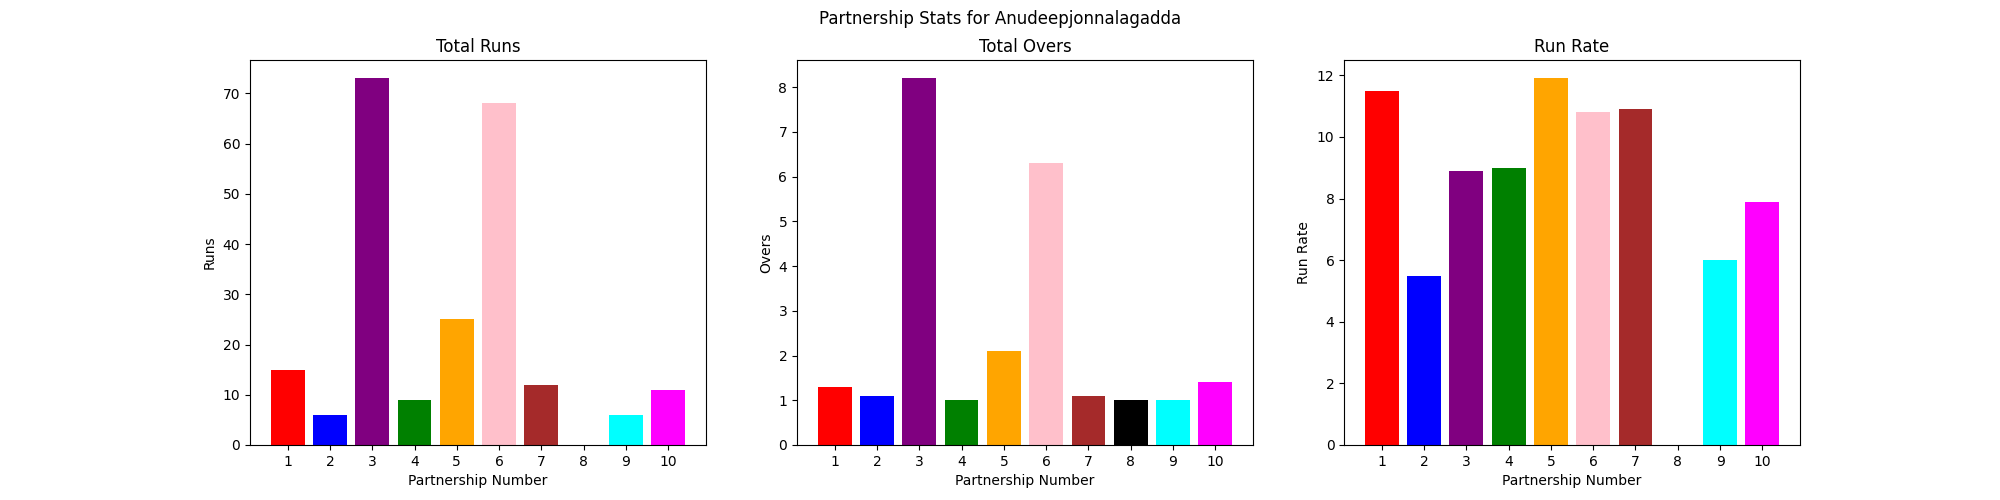 Partnership Stats for Anudeepjonnalagadda
Total Runs
Runs
70
60
50
40
30
20
10
0
1 2 3 4 5 6 7 8 9 10
Partnership Number
Total Overs
Overs
8
7
6
5
4
3
2
1
0
1 2 3 4 5 6 7 8 9 10
Partnership Number
Run Rate
Run Rate
12
10
8
6
4
2
0
1 2 3 4 5 6 7 8 9 10
Partnership Number